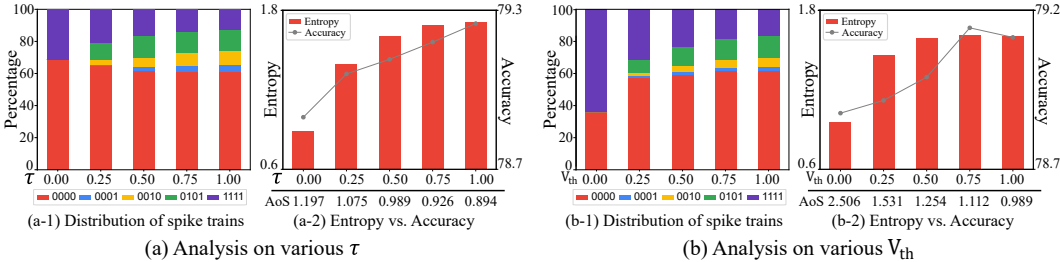 Percentage
100
80
60
40
20
0
τ 0.00 0.25 0.50 0.75 1.00
0000 0001 0010 0101 1111
(a-1) Distribution of spike trains
1.8 79.3
Entropy
Accuracy
Entropy
Accuracy
0.6 78.7
τ 0.00 0.25 0.50 0.75 1.00
AoS 1.197 1.075 0.989 0.926 0.894
(a-2) Entropy vs. Accuracy
(a) Analysis on various τ
Percentage
100
80
60
40
20
0
Vth 0.00 0.25 0.50 0.75 1.00
0000 0001 0010 0101 1111
(b-1) Distribution of spike trains
1.8 79.2
Entropy
Accuracy
Entropy
Accuracy
0.6 78.7
Vth 0.00 0.25 0.50 0.75 1.00
AoS 2.506 1.531 1.254 1.112 0.989
(b-2) Entropy vs. Accuracy
(b) Analysis on various Vth